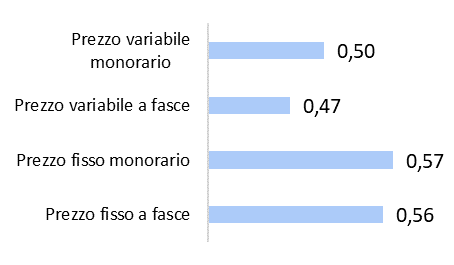 Prezzo variabile
monorario
0,50
Prezzo variabile a fasce
0,47
Prezzo fisso monorario
0,57
Prezzo fisso a fasce
0,56